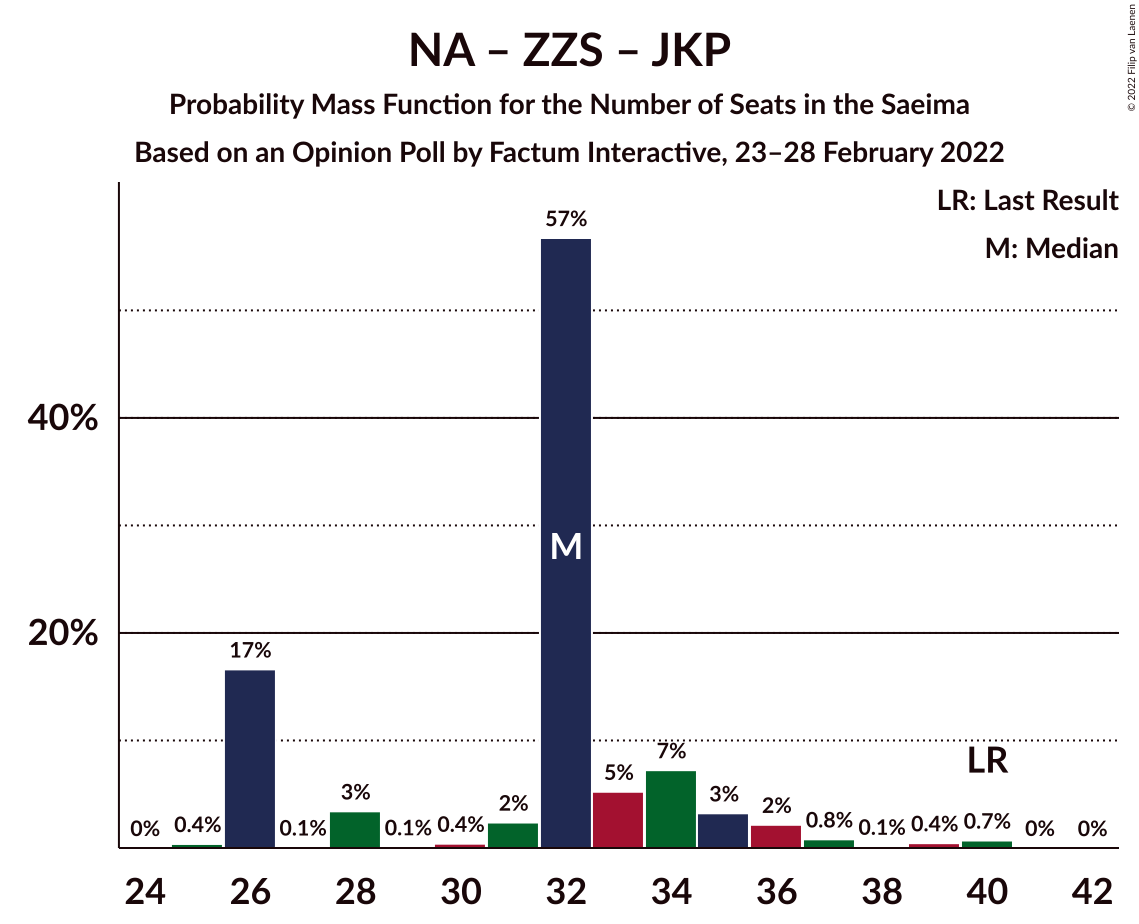 NA – ZZS – JKP
Probability Mass Function for the Number of Seats in the Saeima
Based on an Opinion Poll by Factum Interactive, 23–28 February 2022
© 2022 Filip van Laenen
LR: Last Result
M: Median
57%
40%
M
20%
17%
LR
7%
5%
3%
3%
2%
2%
0%
0.4%
0.1%
0.1%
0.4%
0.8%
0.1%
0.4%
0.7%
0%
0%
24 26 28 30 32 34 36 38 40 42